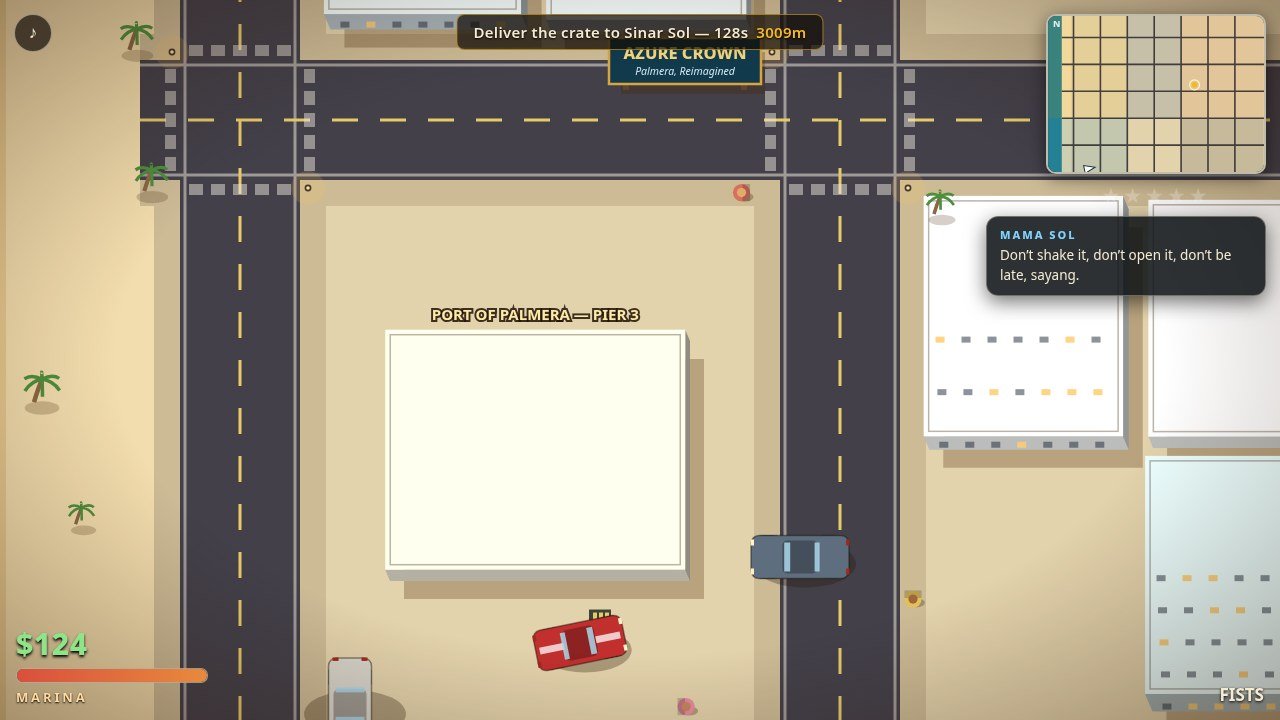 ♪
Deliver the crate to Sinar Sol — 128s 3009m
AZURE CROWN
Palmera, Reimagined
N
MAMA SOL
Don't shake it, don't open it, don't be
late, sayang.
PORT OF PALMERA — PIER 3
$124
MARINA
FISTS